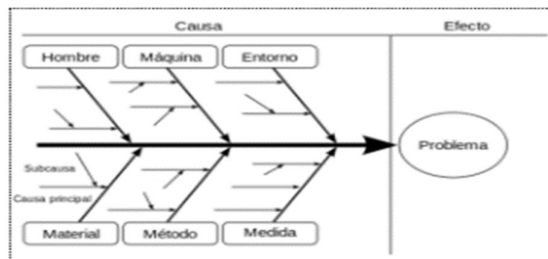 Causa Efecto
Hombre Máquina Entorno
Problema
Subcausa
Causa principal
Material Método Medida